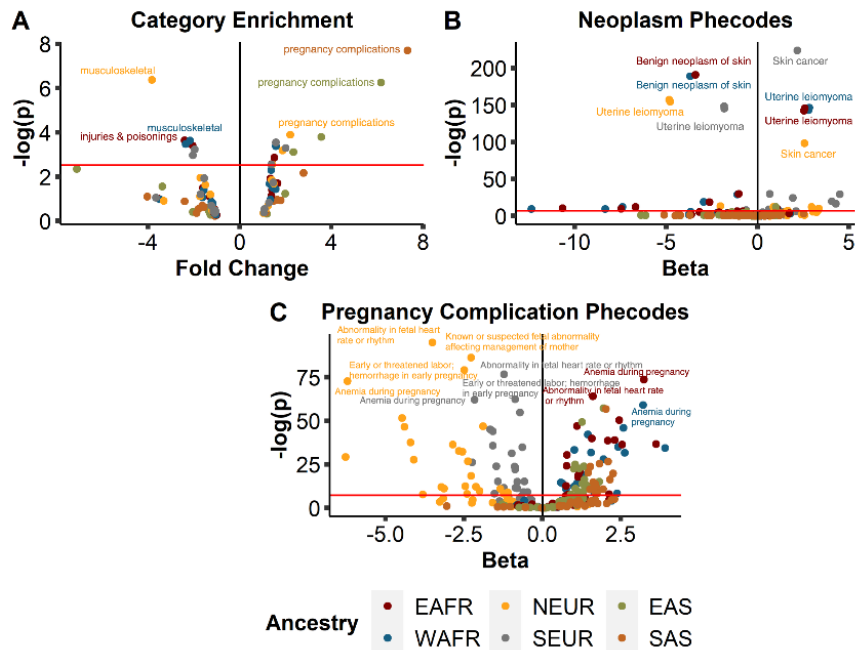 A
Category Enrichment
8
6
4
2
0
-log(p)
musculoskeletal
pregnancy complications
pregnancy complications
pregnancy complications
musculoskeletal
injuries & poisonings
-4
0
4
8
Fold Change
B
Neoplasm Phecodes
200
150
100
50
0
-log(p)
Benign neoplasm of skin
Skin cancer
Benign neoplasm of skin
Uterine leiomyoma
Uterine leiomyoma
Uterine leiomyoma
Uterine leiomyoma
Skin cancer
-10
-5
0
5
Beta
C
Pregnancy Complication Phecodes
75
50
25
0
-log(p)
Abnormality in fetal heart
rate or rhythm
Known or suspected fetal abnormality
affecting management of mother
Early or threatened labor;
hemorrhage in early pregnancy
Abnormality in fetal heart rate or rhythm
Anemia during pregnancy
Early or threatened labor; hemorrhage
in early pregnancy
Anemia during pregnancy
Anemia during pregnancy
Abnormality in fetal heart
rate or rhythm
Anemia during
pregnancy
-5.0
-2.5
0.0
2.5
Beta
Ancestry
EAFR
NEUR
EAS
WAFR
SEUR
SAS